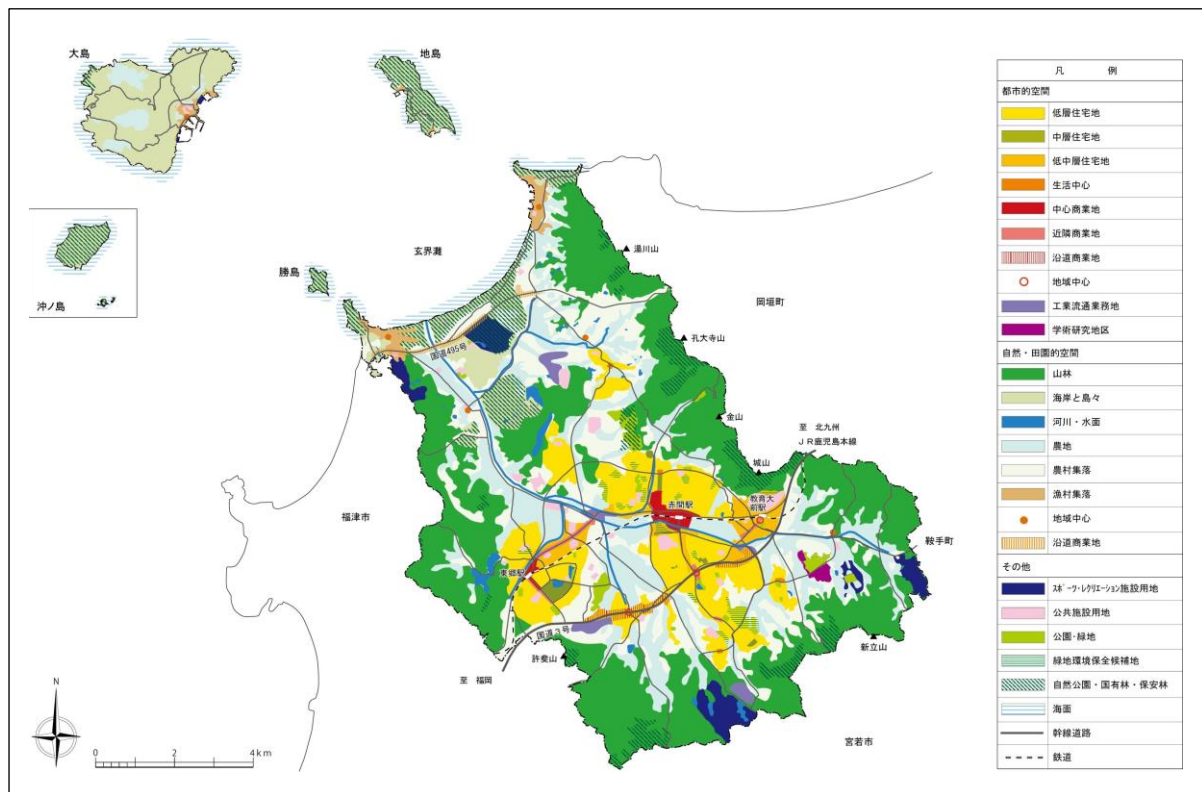 大島
地島
玄界灘
湯川山
勝島
岡垣町
沖ノ島
国道495号
孔大寺山
金山
至 北九州
JR鹿児島本線
城山
教育大
前駅
赤間駅
福津市
鞍手町
東郷駅
国道3号
新立山
許斐山
至 福岡
宮若市
N
0 2 4km
凡 例
都市的空間
低層住宅地
中層住宅地
低中層住宅地
生活中心
中心商業地
近隣商業地
沿道商業地
地域中心
工業流通業務地
学術研究地区
自然・田園的空間
山林
海岸と島々
河川・水面
農地
農村集落
漁村集落
地域中心
沿道商業地
その他
スポーツ・レクリエーション施設用地
公共施設用地
公園・緑地
緑地環境保全候補地
自然公園・国有林・保安林
海面
幹線道路
鉄道